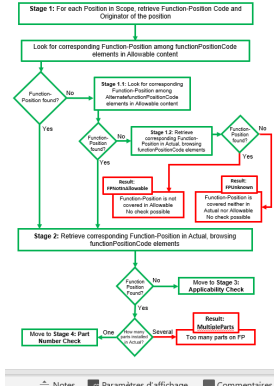 Stage 1: For each Position in Scope, retrieve Function-Position Code and
Originator of the position
Look for corresponding Function-Position among functionPositionCode
elements in Allowable content
Function-
Position found?
No
Yes
Stage 1.1: Look for corresponding
Function-Position among
AlternatefunctionPositionCode
elements in Allowable content
Function-
Position
found?
No
Yes
Stage 1.2: Retrieve
corresponding Function-
Position in Actual, browsing
functionPositionCode
elements
Function-
Position
found?
No
Yes
Result:
FPNotInAllowable
Function-Position is not
covered in Allowable
No check possible
Result:
FPUnknown
Function-Position is
covered neither in
Actual nor Allowable
No check possible
Stage 2: Retrieve corresponding Function-Position in Actual, browsing
functionPositionCode elements
Function
Position
Found?
No
Move to Stage 3:
Applicability Check
Yes
How many
parts installed
in Actual?
One
Move to Stage 4: Part
Number Check
Several
Result:
MultipleParts
Too many parts on FP
Notes
Paramètres d'affichage
Commentaires